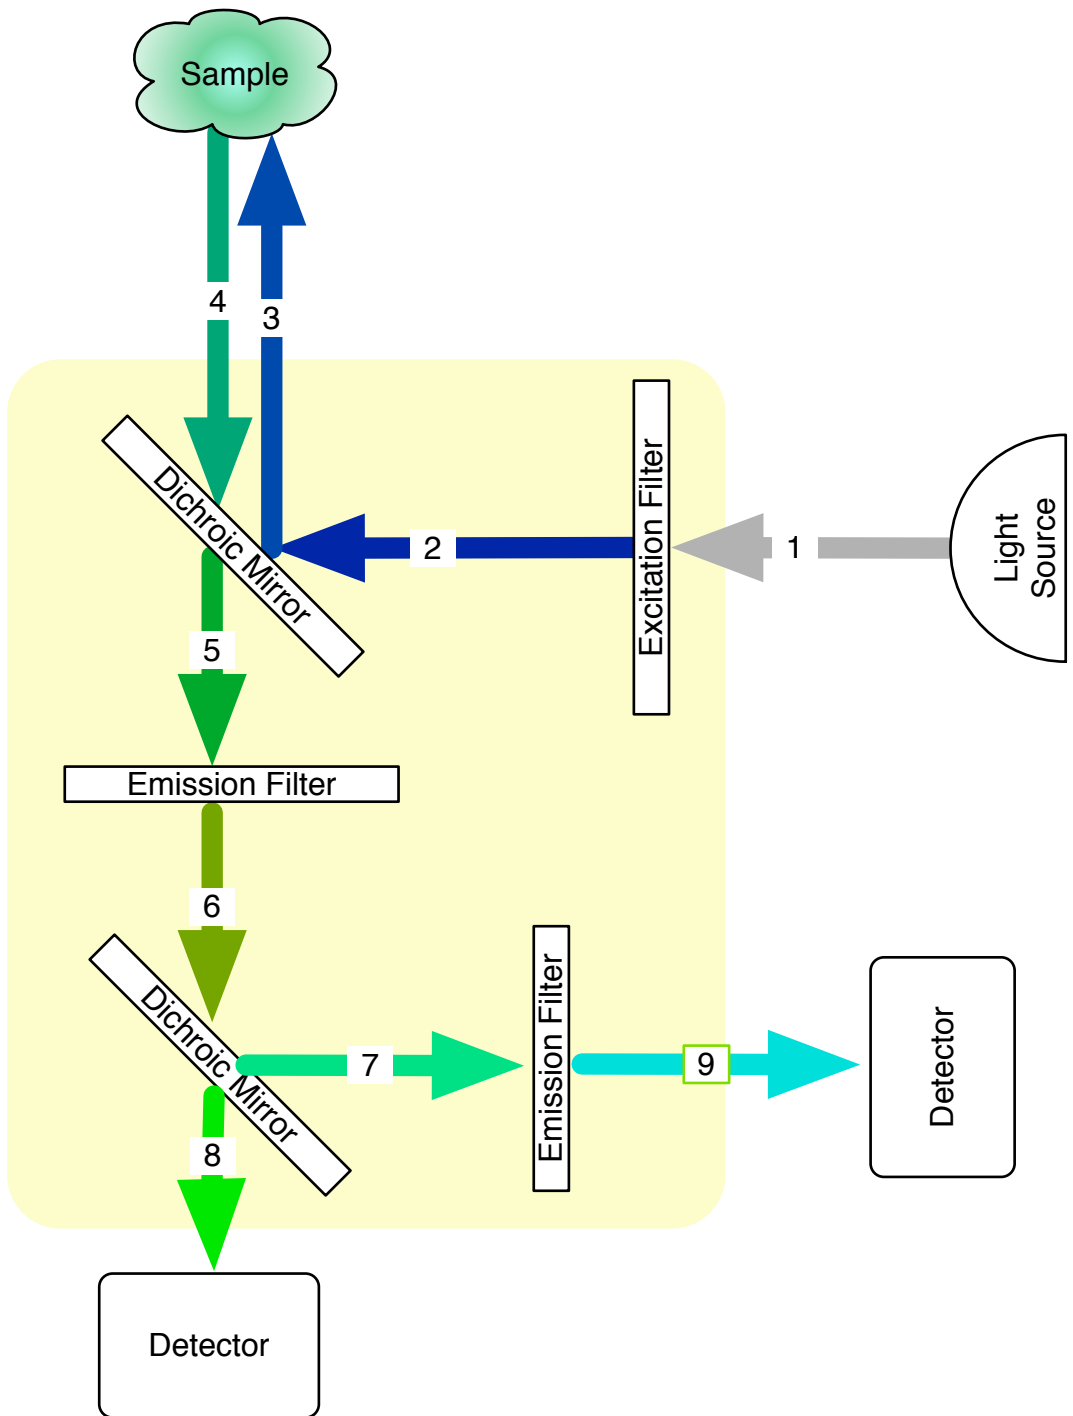 Sample
4
3
Dichroic Mirror
2
Excitation Filter
1
Light
Source
5
Emission Filter
6
Dichroic Mirror
7
Emission Filter
9
Detector
8
Detector